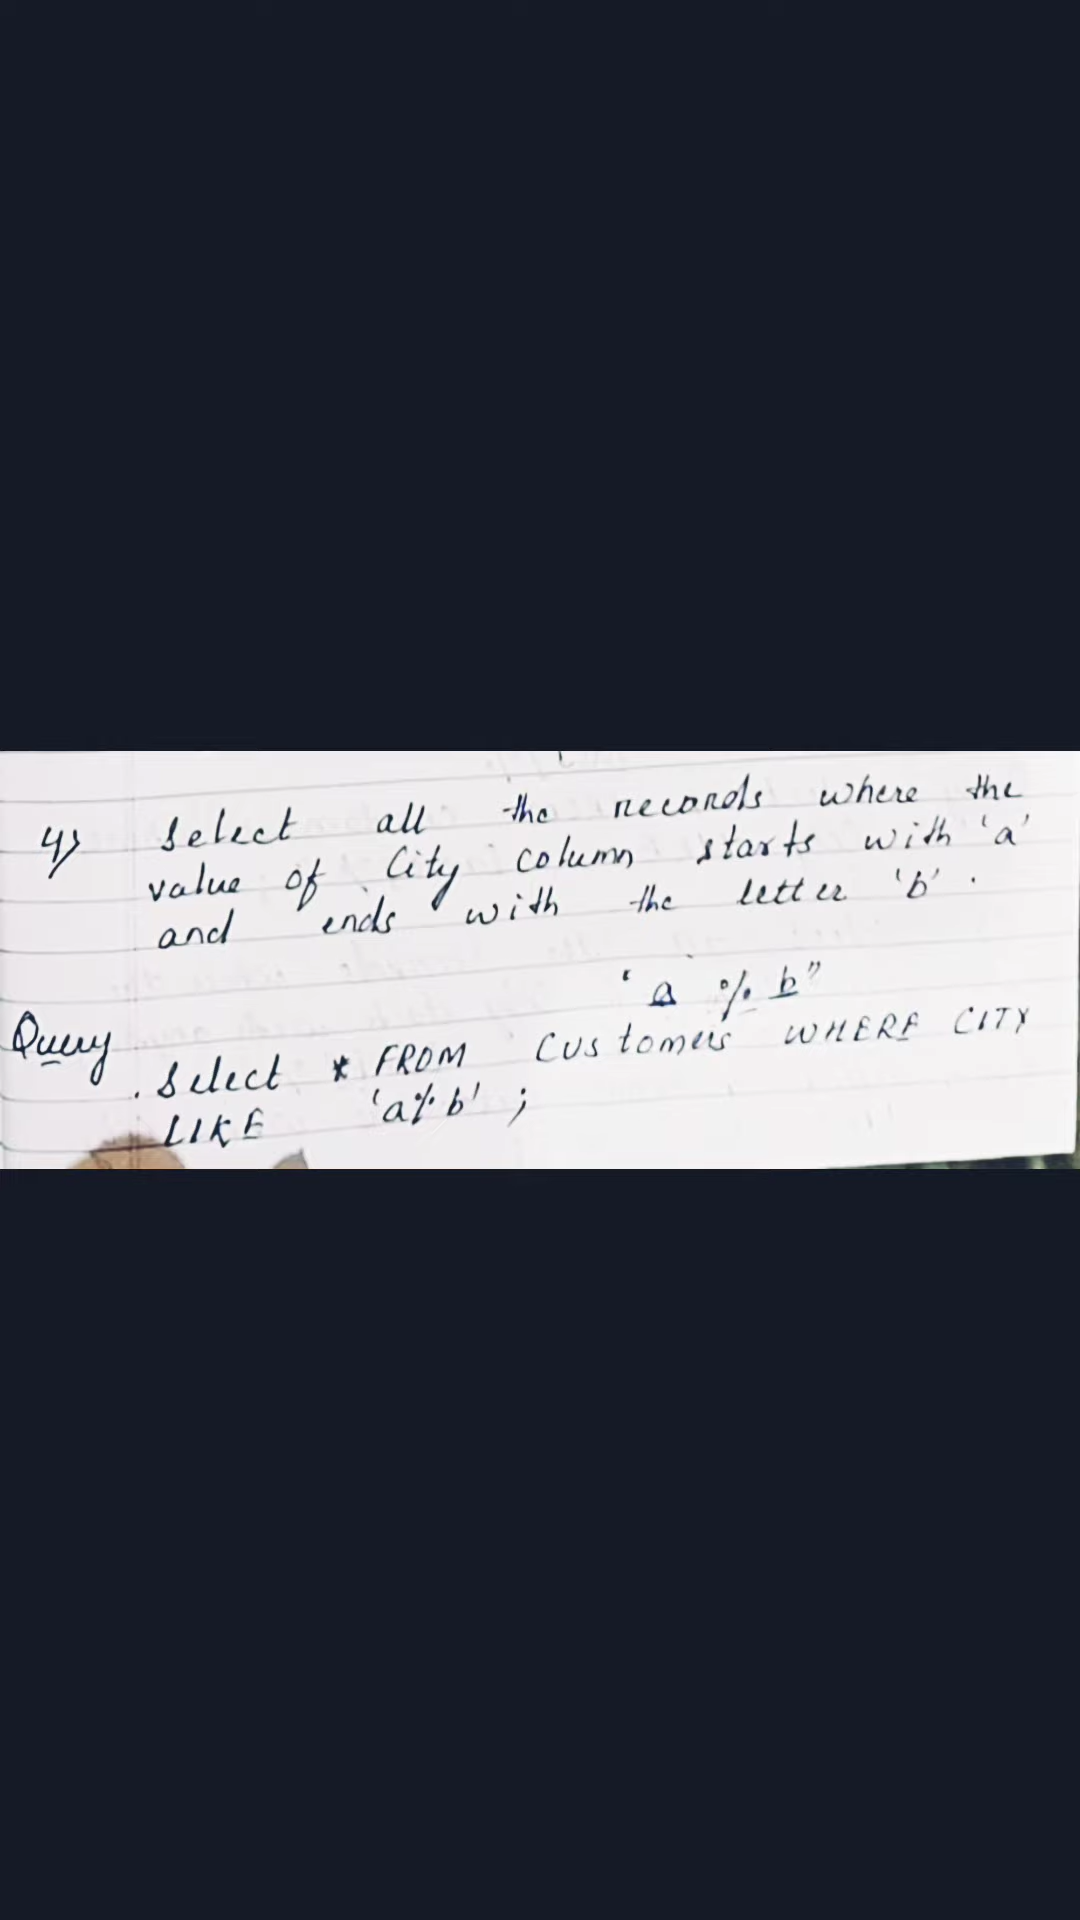 4) Select all the records where the
value of City column starts with 'a'
and ends with the letter 'b'.
'a % b"
Query
. Select * FROM Customers WHERE CITY
LIKE 'a%b' ;